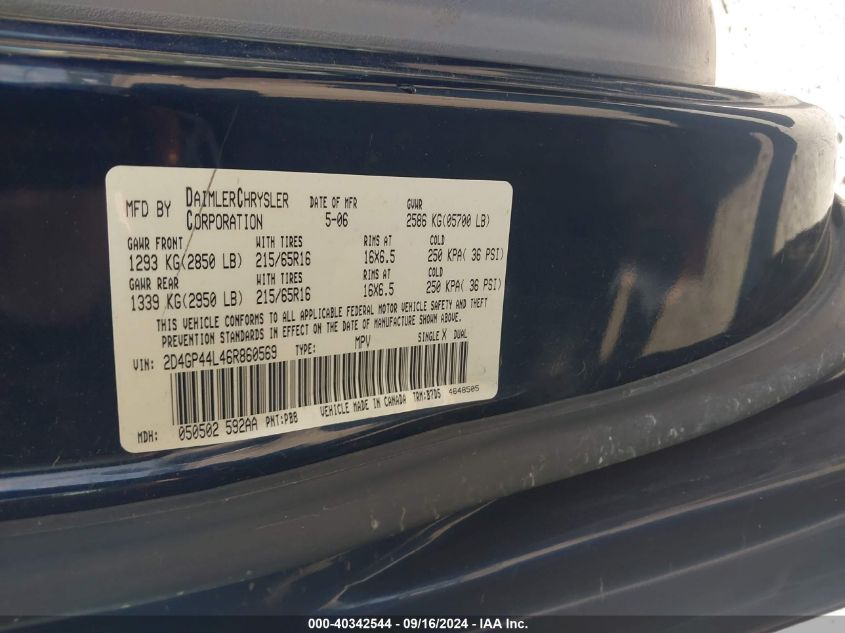 MFD BY DAIMLERCHRYSLER CORPORATION DATE OF MFR 5-06 GVWR 2586 KG(05700 LB)
GAWR FRONT WITH TIRES RIMS AT COLD
1293 KG(2850 LB) 215/65R16 16X6.5 250 KPA( 36 PSI)
GAWR REAR WITH TIRES RIMS AT COLD
1339 KG(2950 LB) 215/65R16 16X6.5 250 KPA( 36 PSI)
THIS VEHICLE CONFORMS TO ALL APPLICABLE FEDERAL MOTOR VEHICLE SAFETY AND THEFT
PREVENTION STANDARDS IN EFFECT ON THE DATE OF MANUFACTURE SHOWN ABOVE.
VIN: 2D4GP44L46R860569 TYPE: MPV SINGLE X DUAL
MDH: 050502 592AA PNT:PBB VEHICLE MADE IN CANADA TRM:B7D5 4648505
000-40342544 - 09/16/2024 - IAA Inc.